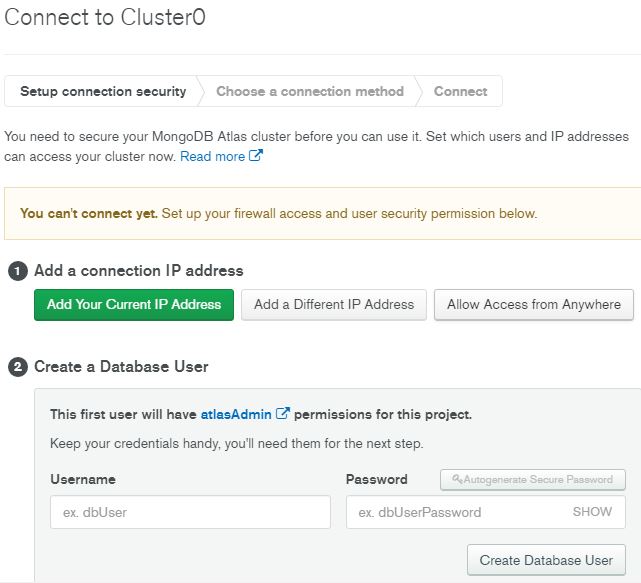 Connect to Cluster0
Setup connection security
Choose a connection method
Connect
You need to secure your MongoDB Atlas cluster before you can use it. Set which users and IP addresses
can access your cluster now. Read more
You can't connect yet. Set up your firewall access and user security permission below.
1 Add a connection IP address
Add Your Current IP Address
Add a Different IP Address
Allow Access from Anywhere
2 Create a Database User
This first user will have atlasAdmin permissions for this project.
Keep your credentials handy, you'll need them for the next step.
Username
Password
Autogenerate Secure Password
ex. dbUser
ex. dbUserPassword
SHOW
Create Database User